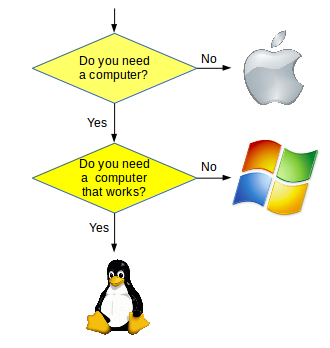 Do you need
a computer?
No
Yes
Do you need
a computer
that works?
No
Yes